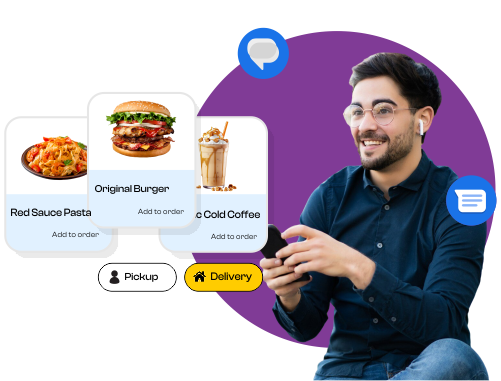 Original Burger
Add to order
Red Sauce Pasta
Add to order
c Cold Coffee
Add to order
Pickup
Delivery